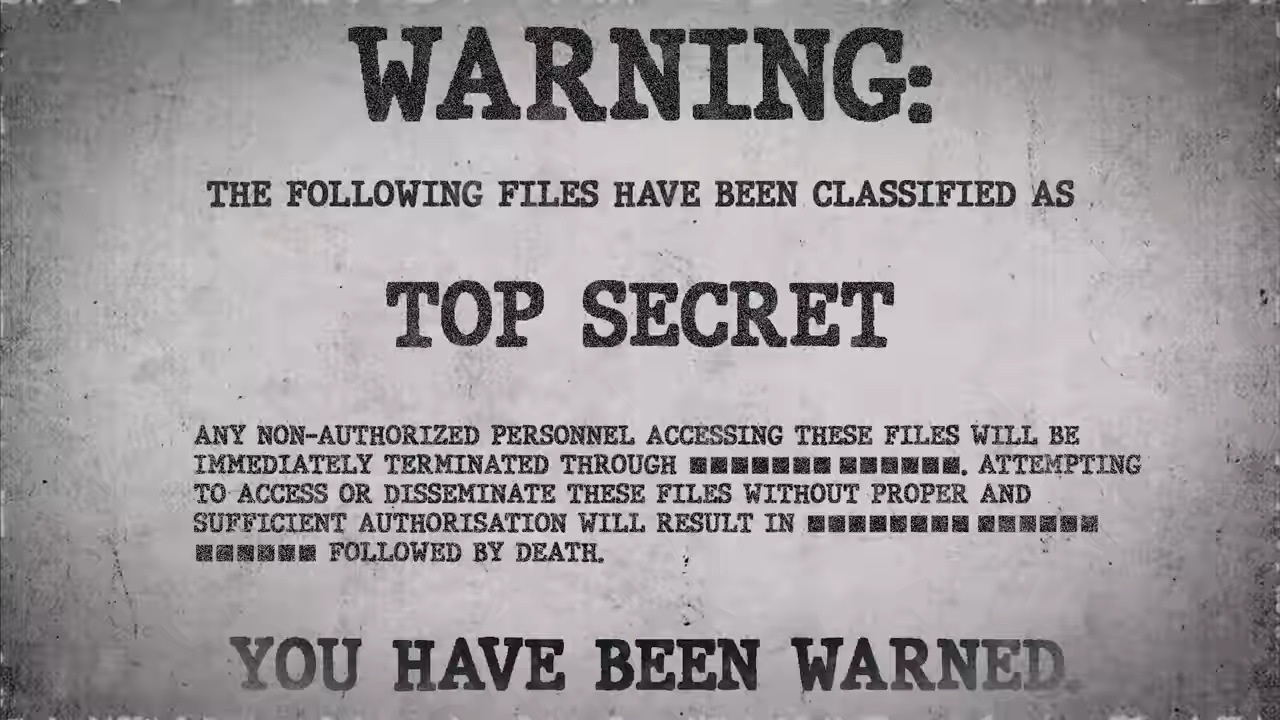 WARNING:
THE FOLLOWING FILES HAVE BEEN CLASSIFIED AS
TOP SECRET
ANY NON-AUTHORIZED PERSONNEL ACCESSING THESE FILES WILL BE
IMMEDIATELY TERMINATED THROUGH ■■■■■■■ ■■■■■■. ATTEMPTING
TO ACCESS OR DISSEMINATE THESE FILES WITHOUT PROPER AND
SUFFICIENT AUTHORISATION WILL RESULT IN ■■■■■■■■ ■■■■■■
■■■■■■ FOLLOWED BY DEATH.
YOU HAVE BEEN WARNED.